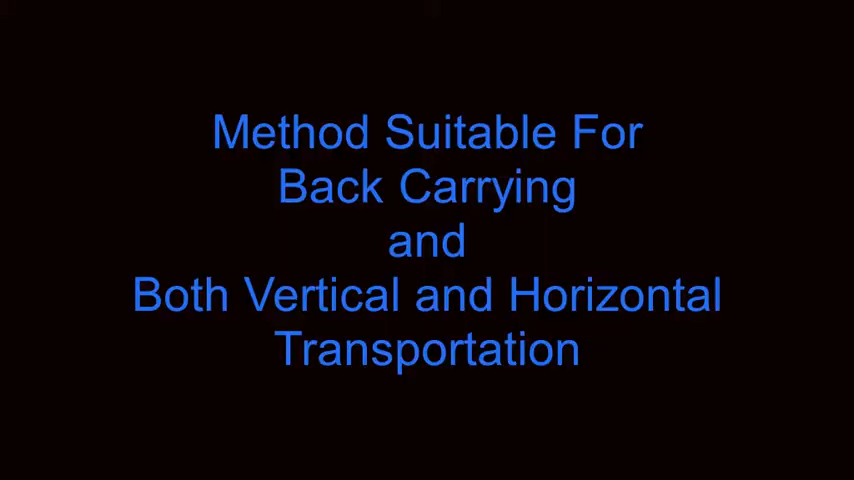 Method Suitable For
Back Carrying
and
Both Vertical and Horizontal
Transportation